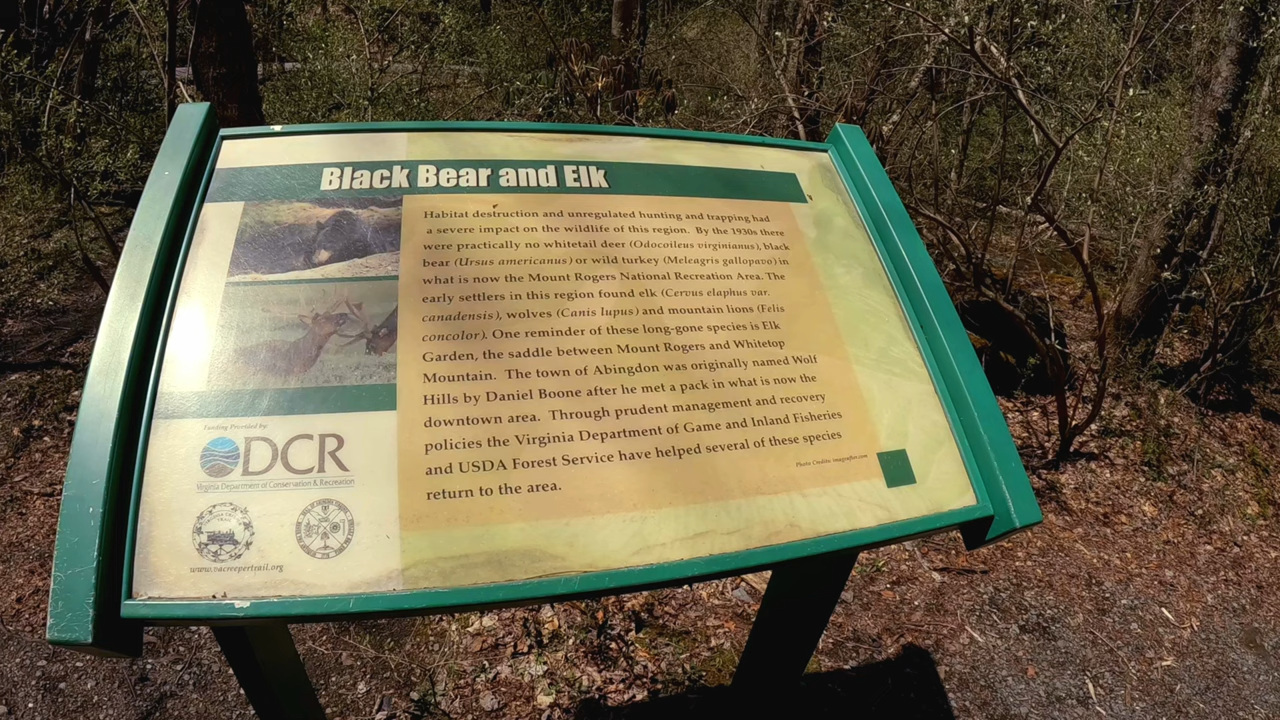 Black Bear and Elk
Habitat destruction and unregulated hunting and trapping had
a severe impact on the wildlife of this region. By the 1930s there
were practically no whitetail deer (Odocoileus virginianus), black
bear (Ursus americanus) or wild turkey (Meleagris gallopavo) in
what is now the Mount Rogers National Recreation Area. The
early settlers in this region found elk (Cervus elaphus var.
canadensis), wolves (Canis lupus) and mountain lions (Felis
concolor). One reminder of these long-gone species is Elk
Garden, the saddle between Mount Rogers and Whitetop
Mountain. The town of Abingdon was originally named Wolf
Hills by Daniel Boone after he met a pack in what is now the
downtown area. Through prudent management and recovery
policies the Virginia Department of Game and Inland Fisheries
and USDA Forest Service have helped several of these species
return to the area.
Photo Credits: imageafter.com
Funding Provided by:
DCR
Virginia Department of Conservation & Recreation
www.vacreepertrail.org